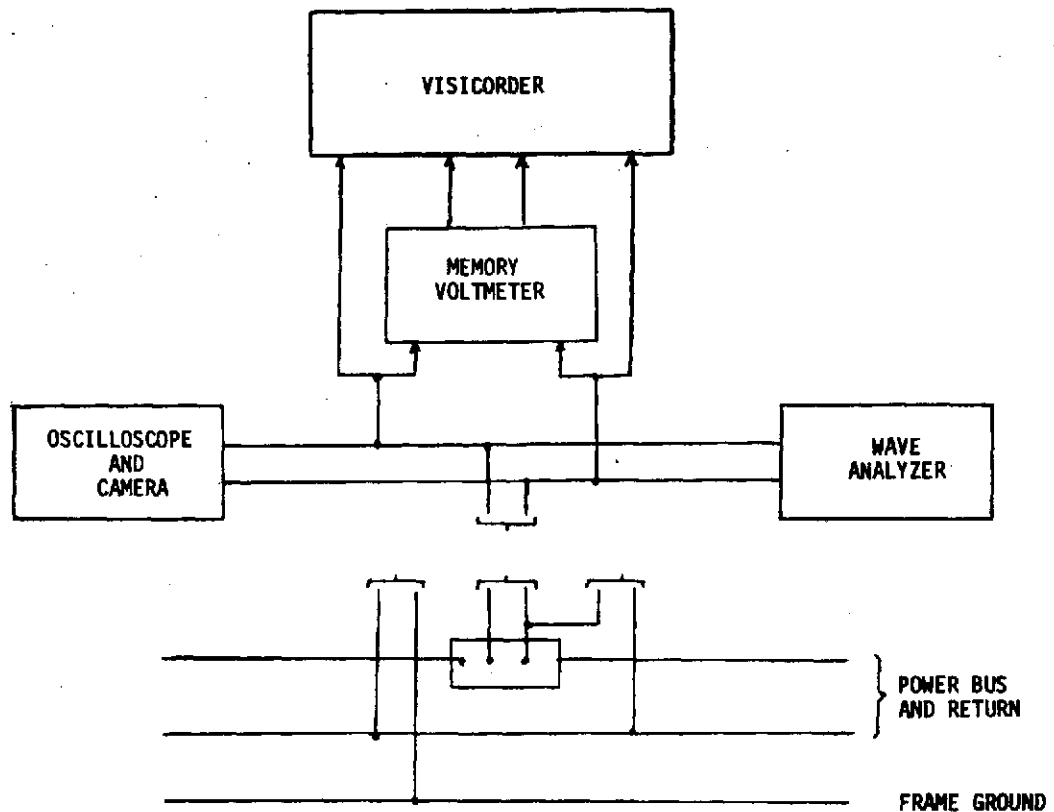 VISICORDER
MEMORY
VOLTMETER
OSCILLOSCOPE
AND
CAMERA
WAVE
ANALYZER
POWER BUS
AND RETURN
FRAME GROUND